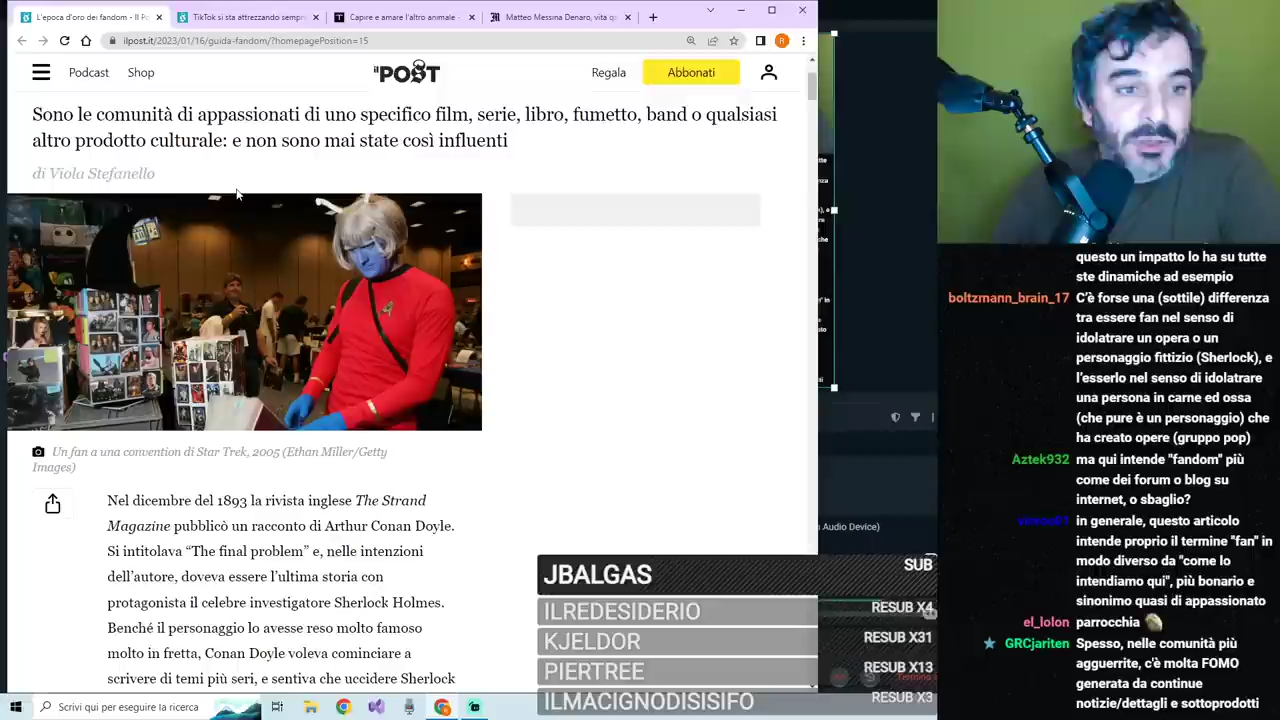 L'epoca d'oro dei fandom - Il P
TikTok si sta attrezzando sempr
Capire e amare l'altro animale -
Matteo Messina Denaro, vita q
ilpost.it/2023/01/16/guida-fandom/?homepagePosition=15
R
Podcast
Shop
il POST
Regala
Abbonati
Sono le comunità di appassionati di uno specifico film, serie, libro, fumetto, band o qualsiasi
altro prodotto culturale: e non sono mai state così influenti
di Viola Stefanello
Un fan a una convention di Star Trek, 2005 (Ethan Miller/Getty
Images)
Nel dicembre del 1893 la rivista inglese The Strand
Magazine pubblicò un racconto di Arthur Conan Doyle.
Si intitolava “The final problem” e, nelle intenzioni
dell’autore, doveva essere l’ultima storia con
protagonista il celebre investigatore Sherlock Holmes.
Benché il personaggio lo avesse reso molto famoso
molto in fretta, Conan Doyle voleva cominciare a
scrivere di temi più seri, e sentiva che uccidere Sherlock
Audio Device)
JBALGAS SUB
ILREDESIDERIO RESUB X4
KJELDOR RESUB X31
PIERTREE RESUB X13
ILMACIGNODISISIFO RESUB X3
Scrivi qui per eseguire la ricer
questo un impatto lo ha su tutte
ste dinamiche ad esempio
boltzmann_brain_17 C'è forse una (sottile) differenza
tra essere fan nel senso di
idolatrare un opera o un
personaggio fittizio (Sherlock), e
l'esserlo nel senso di idolatrare
una persona in carne ed ossa
(che pure è un personaggio) che
ha creato opere (gruppo pop)
Aztek932 ma qui intende "fandom" più
come dei forum o blog su
internet, o sbaglio?
in generale, questo articolo
intende proprio il termine "fan" in
modo diverso da "come lo
intendiamo qui", più bonario e
sinonimo quasi di appassionato
el_lolon parrocchia
GRCjariten Spesso, nelle comunità più
agguerrite, c'è molta FOMO
generata da continue
notizie/dettagli e sottoprodotti